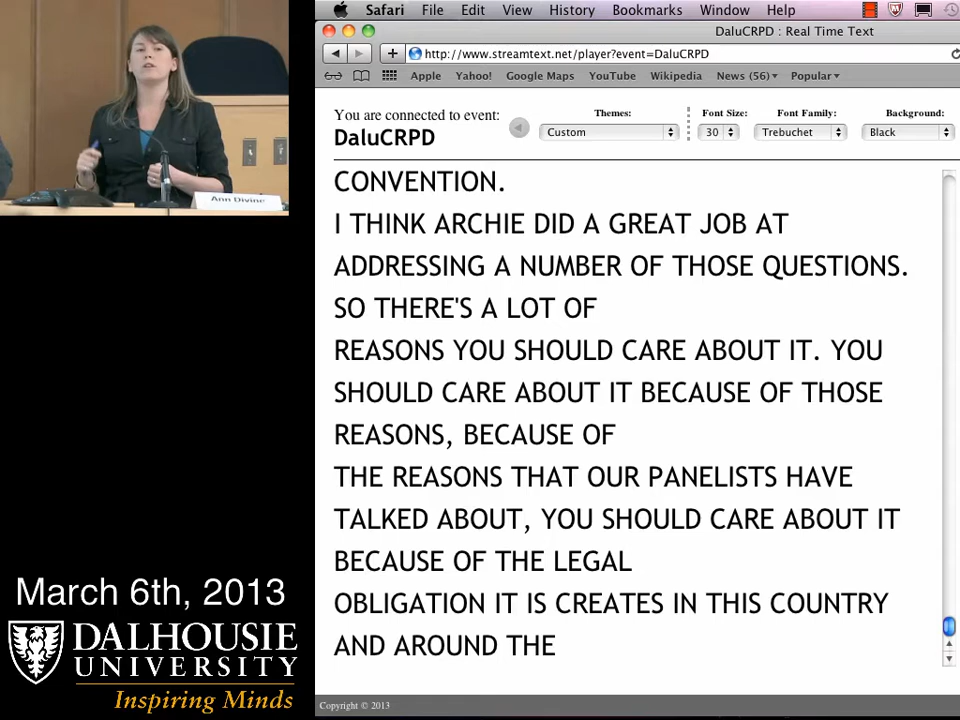 Safari File Edit View History Bookmarks Window Help
DaluCRPD : Real Time Text
http://www.streamtext.net/player?event=DaluCRPD
Apple Yahoo! Google Maps YouTube Wikipedia News (56) Popular
You are connected to event:
DaluCRPD
Themes: Font Size: Font Family: Background:
Custom 30 Trebuchet Black
CONVENTION.
I THINK ARCHIE DID A GREAT JOB AT
ADDRESSING A NUMBER OF THOSE QUESTIONS.
SO THERE'S A LOT OF
REASONS YOU SHOULD CARE ABOUT IT. YOU
SHOULD CARE ABOUT IT BECAUSE OF THOSE
REASONS, BECAUSE OF
THE REASONS THAT OUR PANELISTS HAVE
TALKED ABOUT, YOU SHOULD CARE ABOUT IT
BECAUSE OF THE LEGAL
OBLIGATION IT IS CREATES IN THIS COUNTRY
AND AROUND THE
Copyright © 2013
Ann Divine
March 6th, 2013
DALHOUSIE
UNIVERSITY
Inspiring Minds